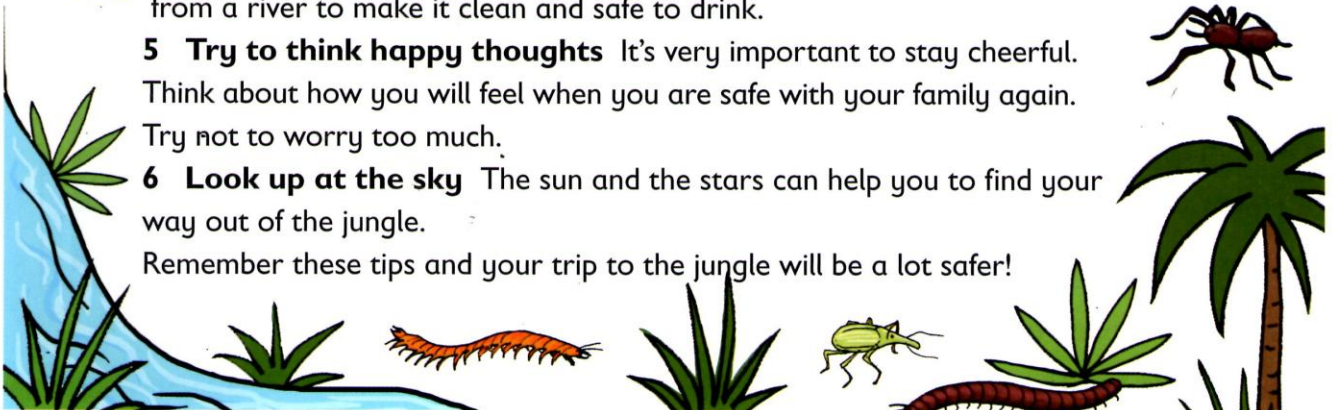 from a river to make it clean and safe to drink.
5 Try to think happy thoughts It's very important to stay cheerful.
Think about how you will feel when you are safe with your family again.
Try not to worry too much.
6 Look up at the sky The sun and the stars can help you to find your
way out of the jungle.
Remember these tips and your trip to the jungle will be a lot safer!